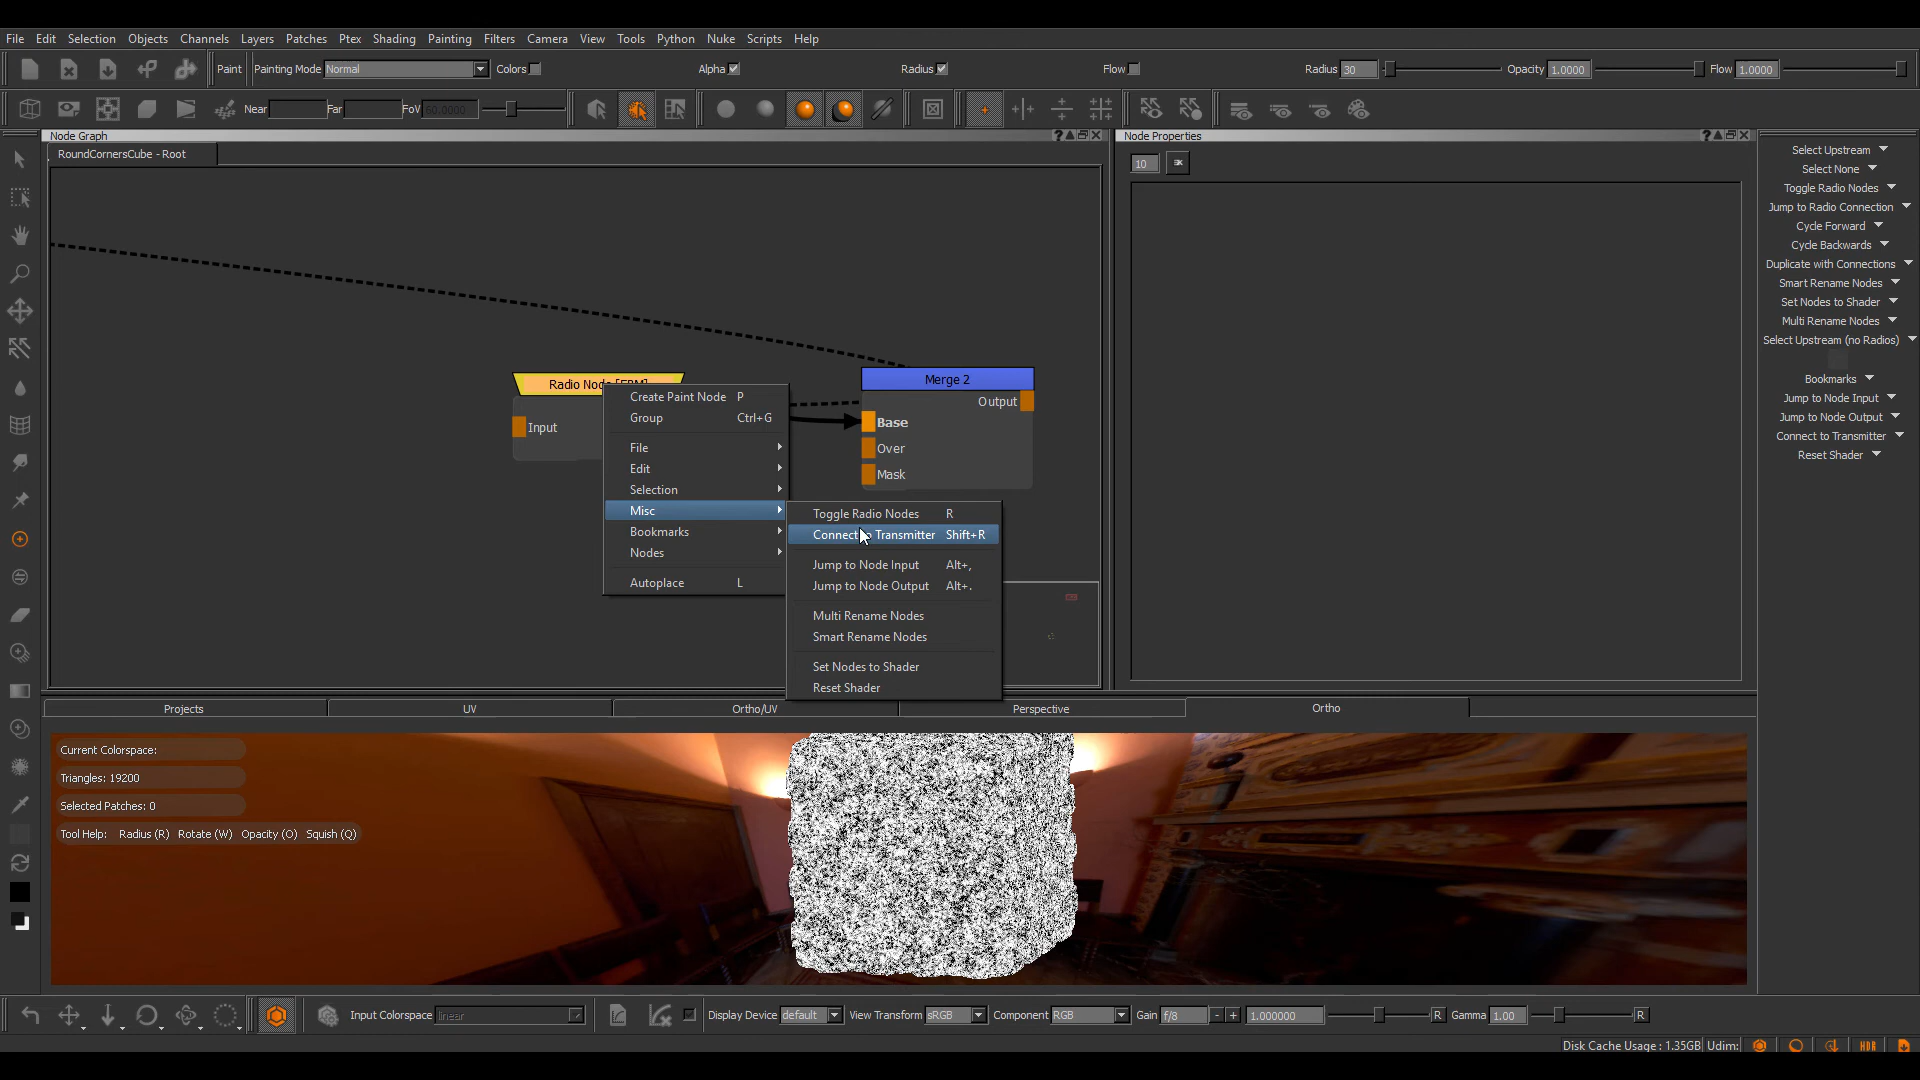 File Edit Selection Objects Channels Layers Patches Ptex Shading Painting Filters Camera View Tools Python Nuke Scripts Help
Paint Painting Mode Normal Colors Alpha Radius Flow Radius 30 Opacity 1.0000 Flow 1.0000
Near Far FoV 60.0000
Node Graph
Node Properties
RoundCornersCube - Root
10
Select Upstream
Select None
Toggle Radio Nodes
Jump to Radio Connection
Cycle Forward
Cycle Backwards
Duplicate with Connections
Smart Rename Nodes
Set Nodes to Shader
Multi Rename Nodes
Select Upstream (no Radios)
Bookmarks
Jump to Node Input
Jump to Node Output
Connect to Transmitter
Reset Shader
Radio Node [FBM]
Input
Merge 2
Output
Base
Over
Mask
Create Paint Node P
Group Ctrl+G
File
Edit
Selection
Misc
Bookmarks
Nodes
Autoplace L
Toggle Radio Nodes R
Connect to Transmitter Shift+R
Jump to Node Input Alt+,
Jump to Node Output Alt+.
Multi Rename Nodes
Smart Rename Nodes
Set Nodes to Shader
Reset Shader
Projects UV Ortho/UV Perspective Ortho
Current Colorspace:
Triangles: 19200
Selected Patches: 0
Tool Help: Radius (R) Rotate (W) Opacity (O) Squish (Q)
Input Colorspace linear Display Device default View Transform sRGB Component RGB Gain f/8 - + 1.000000 R Gamma 1.00 R
Disk Cache Usage : 1.35GB Udim: HDR